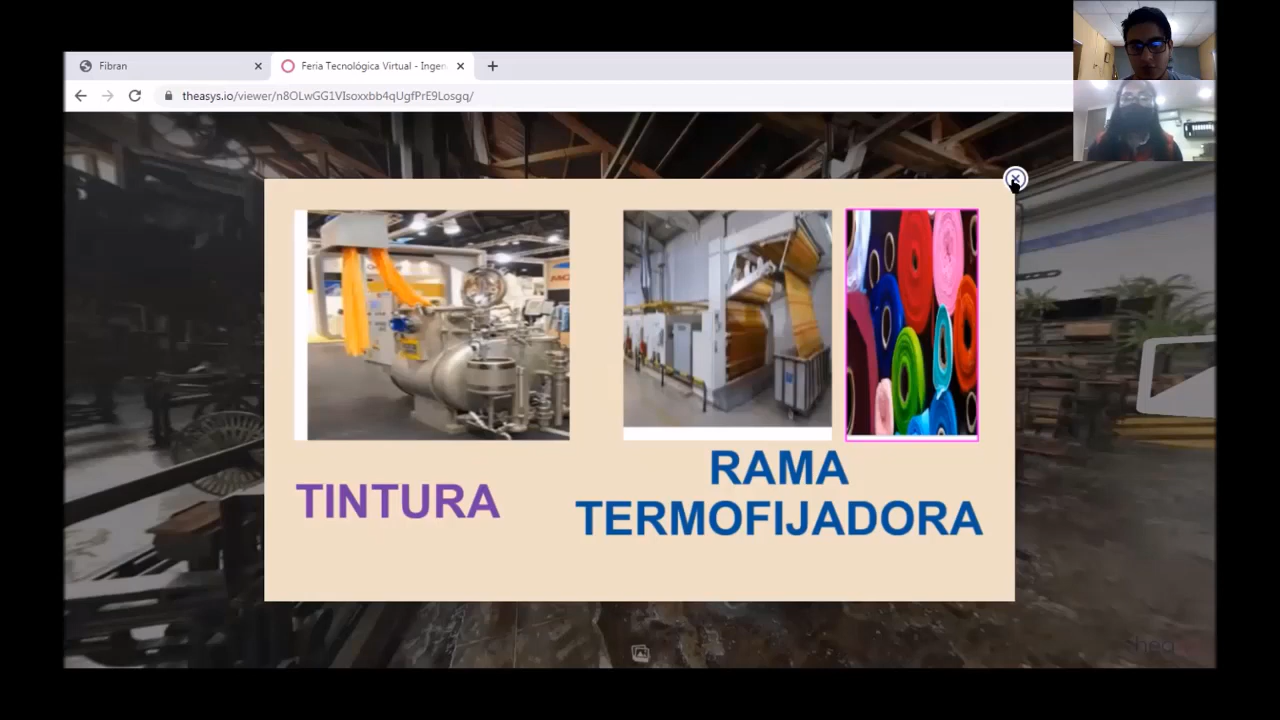 Fibran
Feria Tecnológica Virtual - Ingen
theasys.io/viewer/n8OLwGG1VIsoxxbb4qUgfPrE9Losgq/
TINTURA
RAMA
TERMOFIJADORA